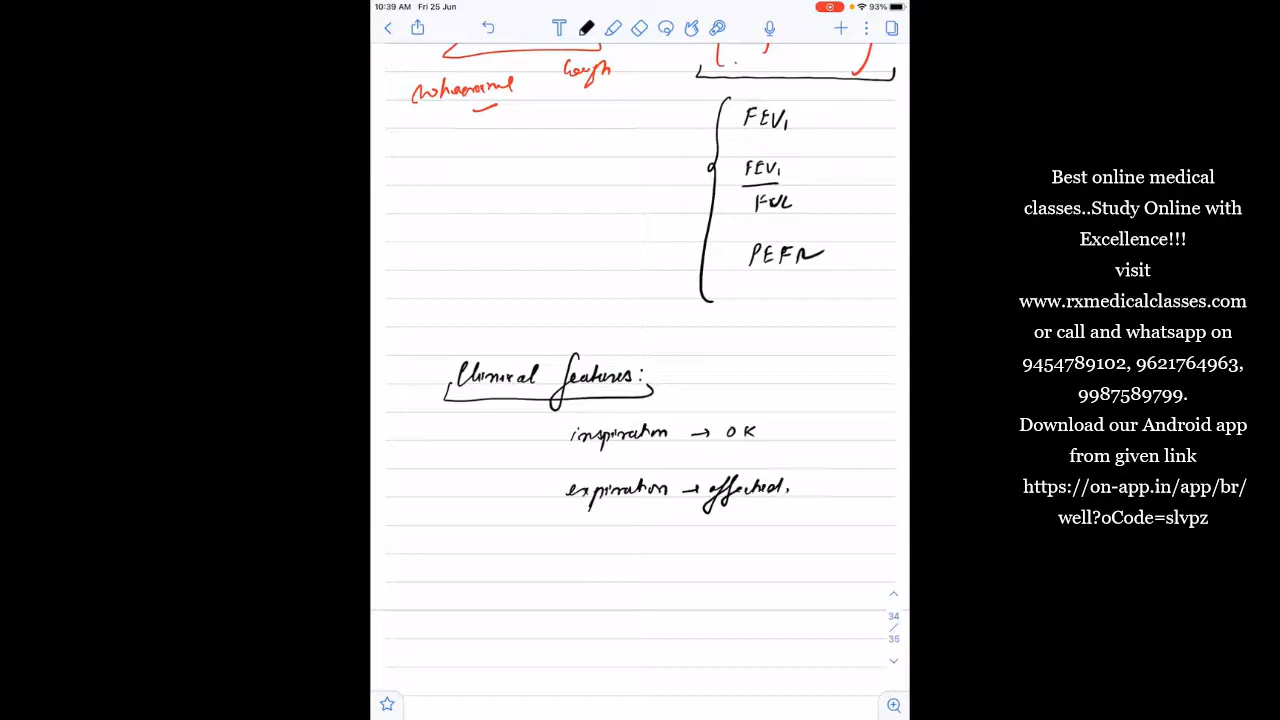 10:39 AM Fri 25 Jun
93%
Cough
FEV1
FEV1
FVC
PEFR
Clinical features:
inspiration → OK
expiration → affected.
34
/
35
Best online medical
classes..Study Online with
Excellence!!!
visit
www.rxmedicalclasses.com
or call and whatsapp on
9454789102, 9621764963,
9987589799.
Download our Android app
from given link
https://on-app.in/app/br/
well?oCode=slvpz